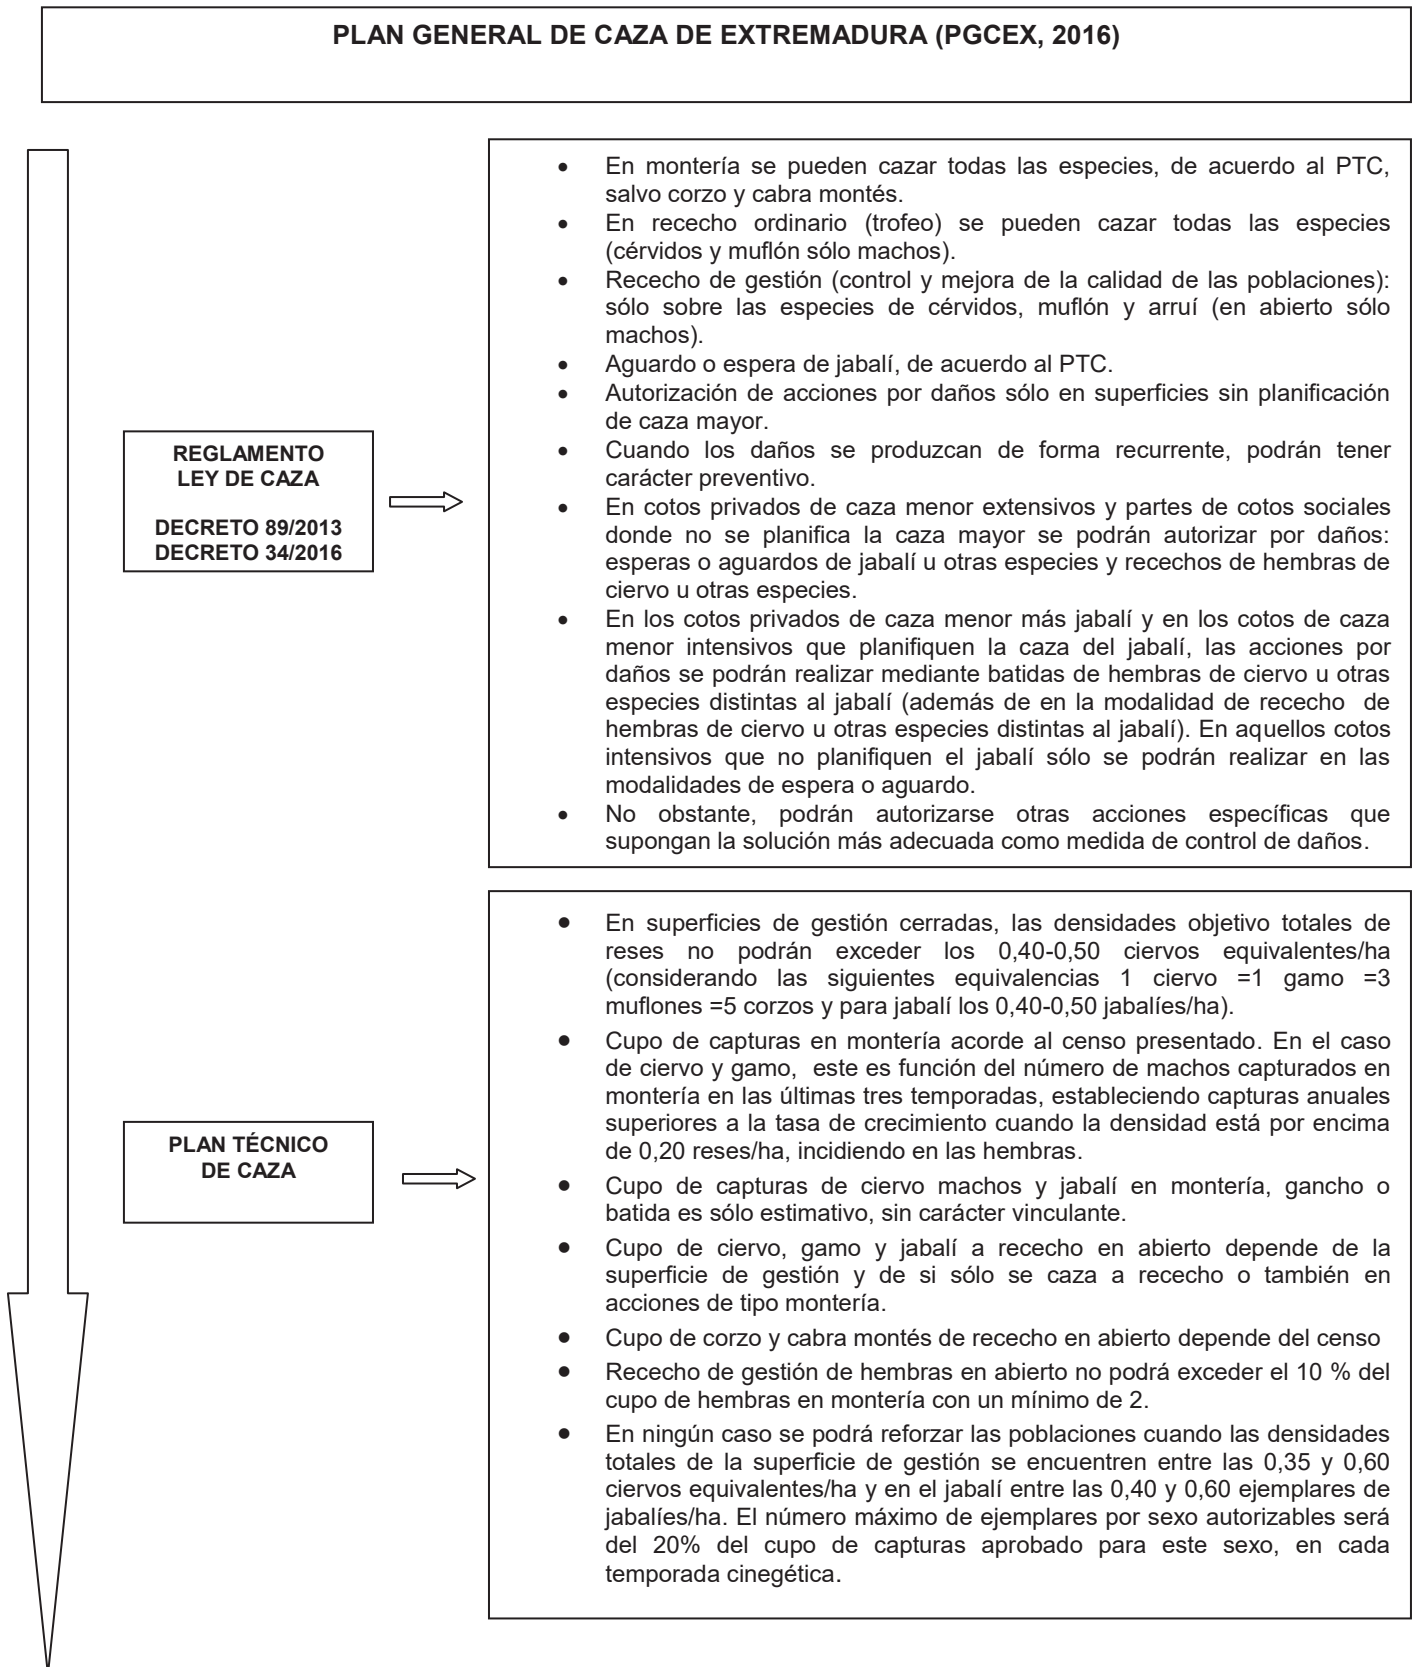 PLAN GENERAL DE CAZA DE EXTREMADURA (PGCEX, 2016)
REGLAMENTO
LEY DE CAZA
DECRETO 89/2013
DECRETO 34/2016
• En montería se pueden cazar todas las especies, de acuerdo al PTC,
salvo corzo y cabra montés.
• En rececho ordinario (trofeo) se pueden cazar todas las especies
(cérvidos y muflón sólo machos).
• Rececho de gestión (control y mejora de la calidad de las poblaciones):
sólo sobre las especies de cérvidos, muflón y arruí (en abierto sólo
machos).
• Aguardo o espera de jabalí, de acuerdo al PTC.
• Autorización de acciones por daños sólo en superficies sin planificación
de caza mayor.
• Cuando los daños se produzcan de forma recurrente, podrán tener
carácter preventivo.
• En cotos privados de caza menor extensivos y partes de cotos sociales
donde no se planifica la caza mayor se podrán autorizar por daños:
esperas o aguardos de jabalí u otras especies y recechos de hembras de
ciervo u otras especies.
• En los cotos privados de caza menor más jabalí y en los cotos de caza
menor intensivos que planifiquen la caza del jabalí, las acciones por
daños se podrán realizar mediante batidas de hembras de ciervo u otras
especies distintas al jabalí (además de en la modalidad de rececho de
hembras de ciervo u otras especies distintas al jabalí). En aquellos cotos
intensivos que no planifiquen el jabalí sólo se podrán realizar en las
modalidades de espera o aguardo.
• No obstante, podrán autorizarse otras acciones específicas que
supongan la solución más adecuada como medida de control de daños.
PLAN TÉCNICO
DE CAZA
• En superficies de gestión cerradas, las densidades objetivo totales de
reses no podrán exceder los 0,40-0,50 ciervos equivalentes/ha
(considerando las siguientes equivalencias 1 ciervo =1 gamo =3
muflones =5 corzos y para jabalí los 0,40-0,50 jabalíes/ha).
• Cupo de capturas en montería acorde al censo presentado. En el caso
de ciervo y gamo, este es función del número de machos capturados en
montería en las últimas tres temporadas, estableciendo capturas anuales
superiores a la tasa de crecimiento cuando la densidad está por encima
de 0,20 reses/ha, incidiendo en las hembras.
• Cupo de capturas de ciervo machos y jabalí en montería, gancho o
batida es sólo estimativo, sin carácter vinculante.
• Cupo de ciervo, gamo y jabalí a rececho en abierto depende de la
superficie de gestión y de si sólo se caza a rececho o también en
acciones de tipo montería.
• Cupo de corzo y cabra montés de rececho en abierto depende del censo
• Rececho de gestión de hembras en abierto no podrá exceder el 10 % del
cupo de hembras en montería con un mínimo de 2.
• En ningún caso se podrá reforzar las poblaciones cuando las densidades
totales de la superficie de gestión se encuentren entre las 0,35 y 0,60
ciervos equivalentes/ha y en el jabalí entre las 0,40 y 0,60 ejemplares de
jabalíes/ha. El número máximo de ejemplares por sexo autorizables será
del 20% del cupo de capturas aprobado para este sexo, en cada
temporada cinegética.